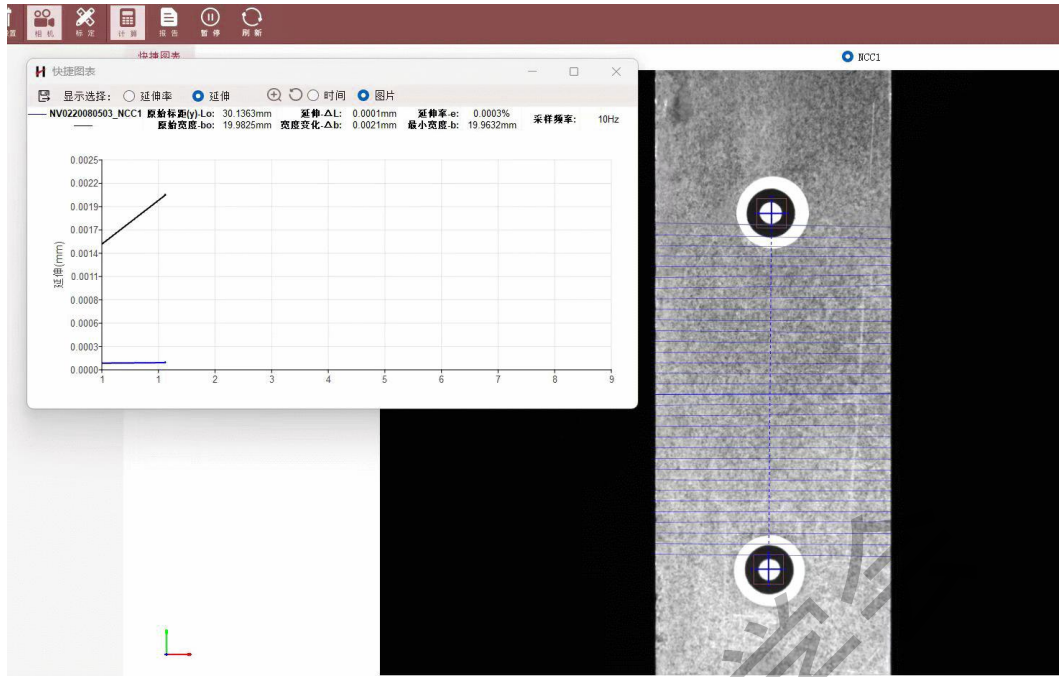 置 相机 标定 计算 报告 暂停 刷新
快捷图表
NCC1
快捷图表
显示选择: 延伸率 延伸 时间 图片
NV0220080503_NCC1 原始标距(y)-Lo: 30.1363mm 延伸-ΔL: 0.0001mm 延伸率-e: 0.0003% 采样频率: 10Hz
原始宽度-bo: 19.9825mm 宽度变化-Δb: 0.0021mm 最小宽度-b: 19.9632mm
延伸(mm)
0.0025
0.0022
0.0019
0.0017
0.0014
0.0011
0.0008
0.0006
0.0003
0.0000
1 1 2 3 4 5 6 7 8 9